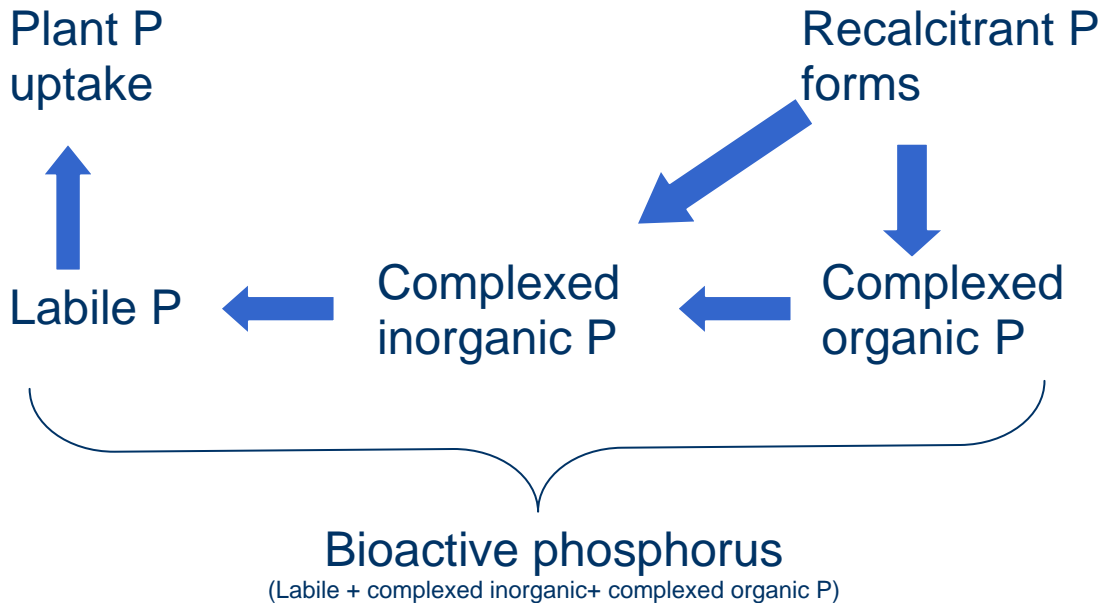 Plant P
uptake
Recalcitrant P
forms
Labile P
Complexed
inorganic P
Complexed
organic P
Bioactive phosphorus
(Labile + complexed inorganic+ complexed organic P)